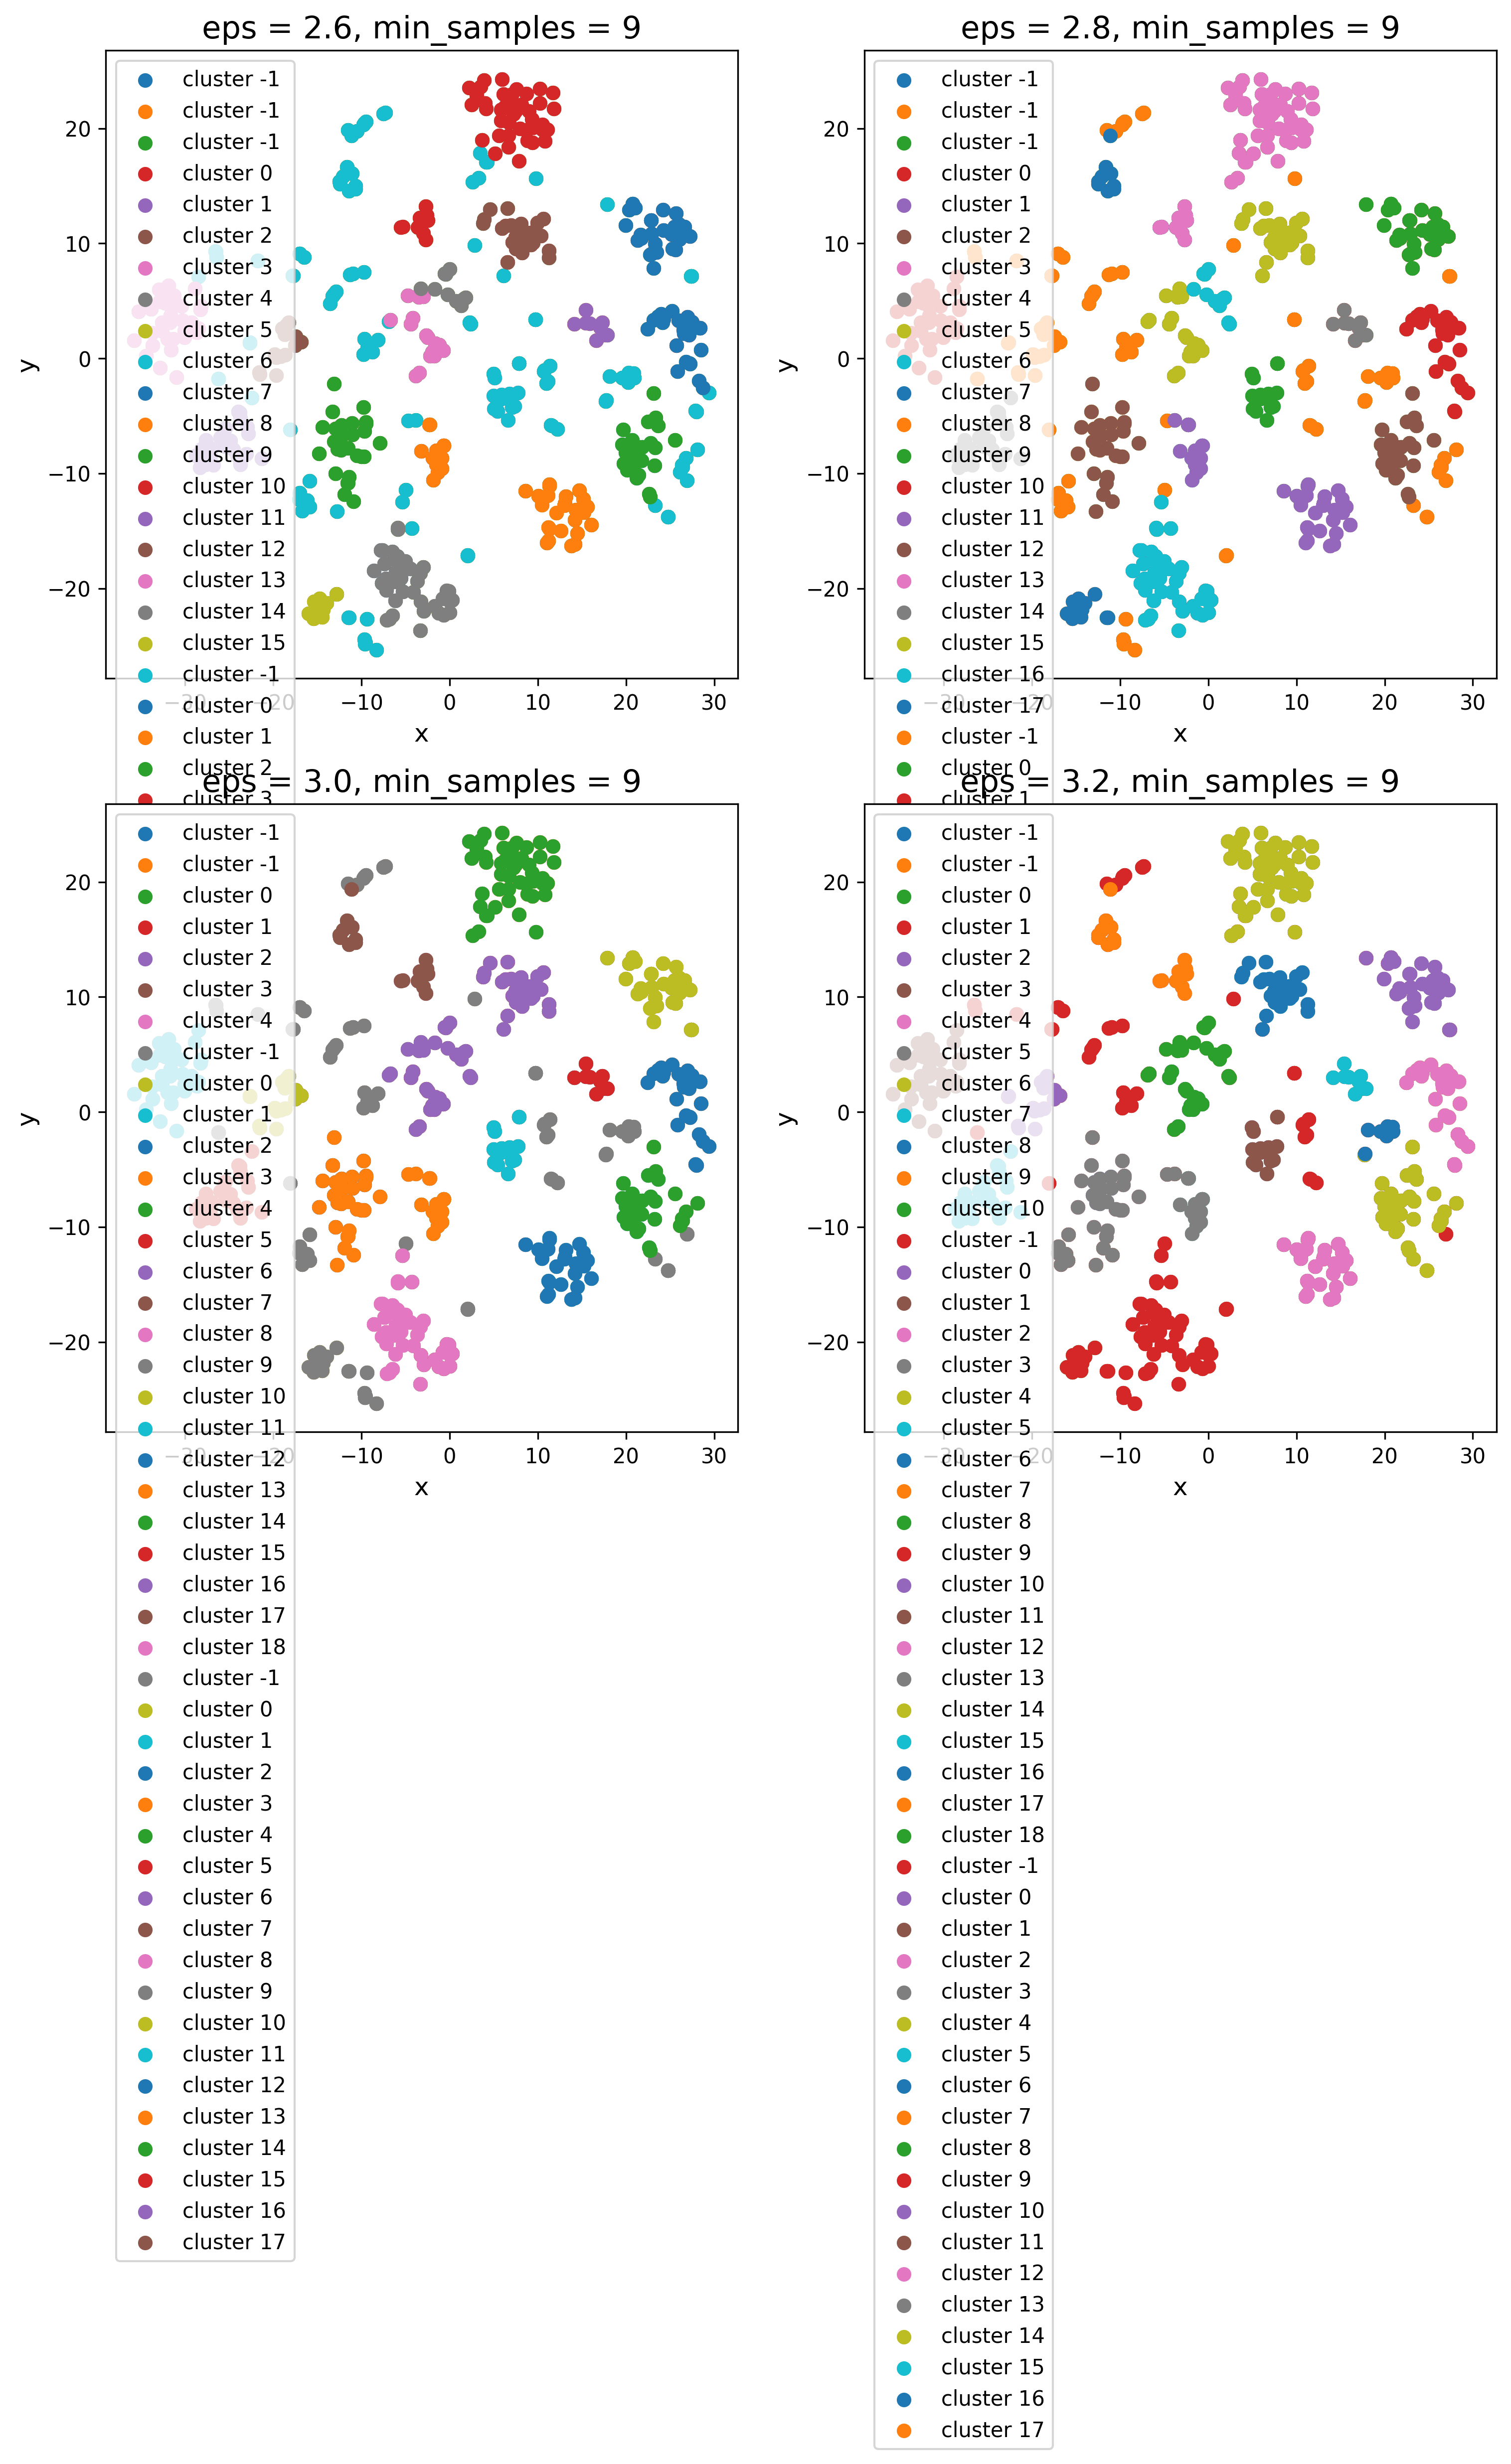 eps = 2.6, min_samples = 9
y
20
10
0
−10
−20
cluster -1
cluster -1
cluster -1
cluster 0
cluster 1
cluster 2
cluster 3
cluster 4
cluster 5
cluster 6
cluster 7
cluster 8
cluster 9
cluster 10
cluster 11
cluster 12
cluster 13
cluster 14
cluster 15
cluster -1
cluster 0
cluster 1
cluster 2
cluster 3
−10 0 10 20 30
x
eps = 2.8, min_samples = 9
y
20
10
0
−10
−20
cluster -1
cluster -1
cluster -1
cluster 0
cluster 1
cluster 2
cluster 3
cluster 4
cluster 5
cluster 6
cluster 7
cluster 8
cluster 9
cluster 10
cluster 11
cluster 12
cluster 13
cluster 14
cluster 15
cluster 16
cluster 17
cluster -1
cluster 0
cluster 1
−10 0 10 20 30
x
eps = 3.0, min_samples = 9
y
20
10
0
−10
−20
cluster -1
cluster -1
cluster 0
cluster 1
cluster 2
cluster 3
cluster 4
cluster -1
cluster 0
cluster 1
cluster 2
cluster 3
cluster 4
cluster 5
cluster 6
cluster 7
cluster 8
cluster 9
cluster 10
cluster 11
cluster 12
cluster 13
cluster 14
cluster 15
cluster 16
cluster 17
cluster 18
cluster -1
cluster 0
cluster 1
cluster 2
cluster 3
cluster 4
cluster 5
cluster 6
cluster 7
cluster 8
cluster 9
cluster 10
cluster 11
cluster 12
cluster 13
cluster 14
cluster 15
cluster 16
cluster 17
−10 0 10 20 30
x
eps = 3.2, min_samples = 9
y
20
10
0
−10
−20
cluster -1
cluster -1
cluster 0
cluster 1
cluster 2
cluster 3
cluster 4
cluster 5
cluster 6
cluster 7
cluster 8
cluster 9
cluster 10
cluster -1
cluster 0
cluster 1
cluster 2
cluster 3
cluster 4
cluster 5
cluster 6
cluster 7
cluster 8
cluster 9
cluster 10
cluster 11
cluster 12
cluster 13
cluster 14
cluster 15
cluster 16
cluster 17
cluster 18
cluster -1
cluster 0
cluster 1
cluster 2
cluster 3
cluster 4
cluster 5
cluster 6
cluster 7
cluster 8
cluster 9
cluster 10
cluster 11
cluster 12
cluster 13
cluster 14
cluster 15
cluster 16
cluster 17
−10 0 10 20 30
x